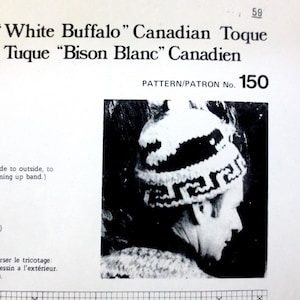 59
"White Buffalo" Canadian Toque
Tuque "Bison Blanc" Canadien
PATTERN/PATRON No. 150
de to outside, to
ning up band.)
)
rser le tricotage:
essin a l'extérieur.